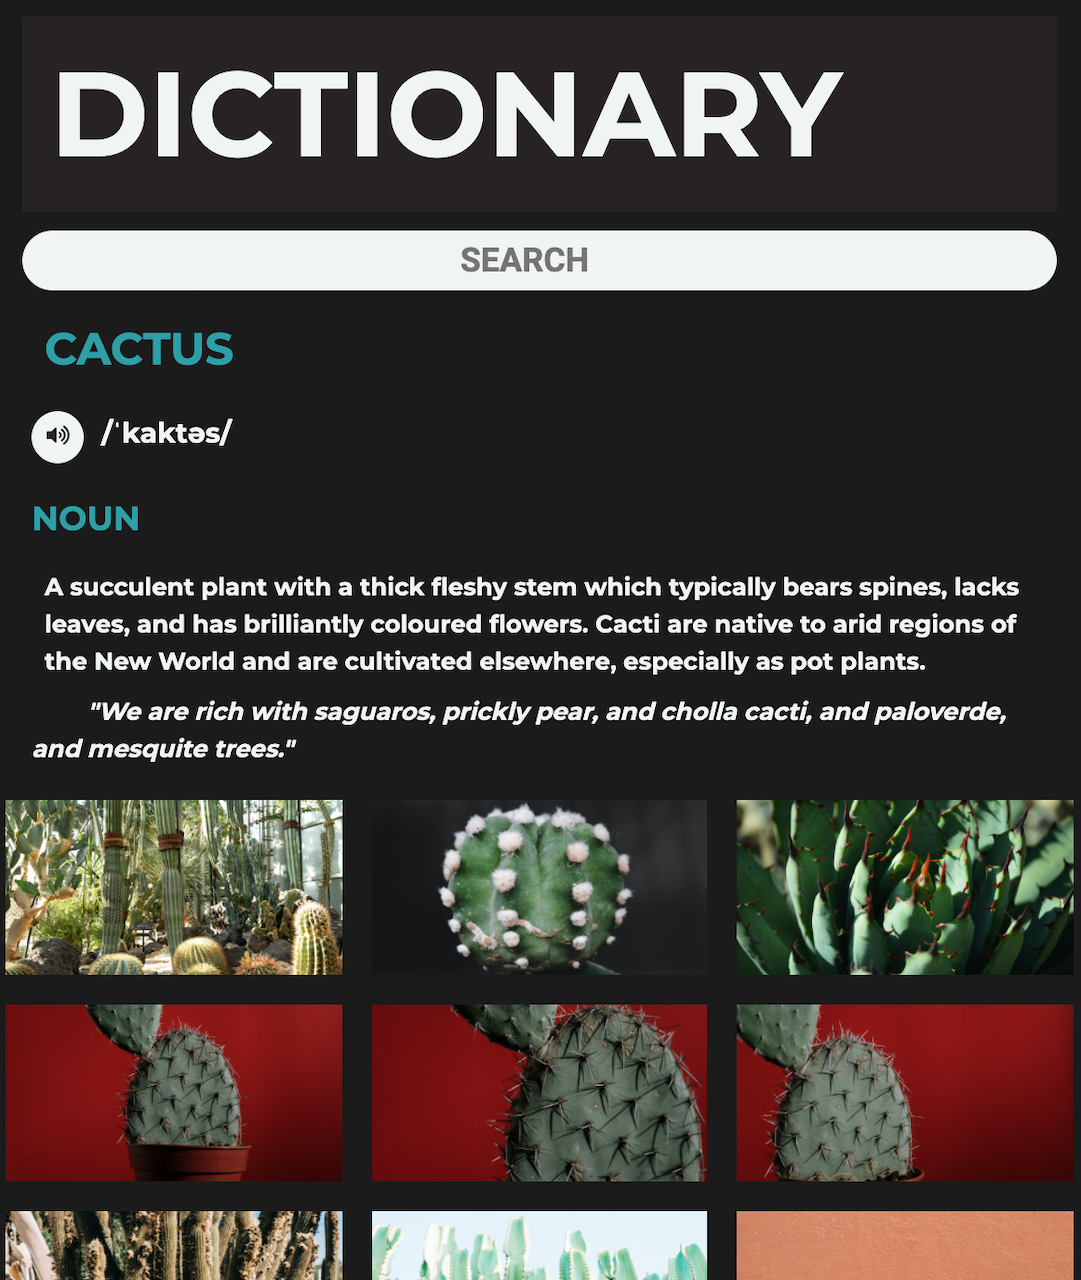 DICTIONARY
SEARCH
CACTUS
/ˈkaktəs/
NOUN
A succulent plant with a thick fleshy stem which typically bears spines, lacks
leaves, and has brilliantly coloured flowers. Cacti are native to arid regions of
the New World and are cultivated elsewhere, especially as pot plants.
"We are rich with saguaros, prickly pear, and cholla cacti, and paloverde,
and mesquite trees."